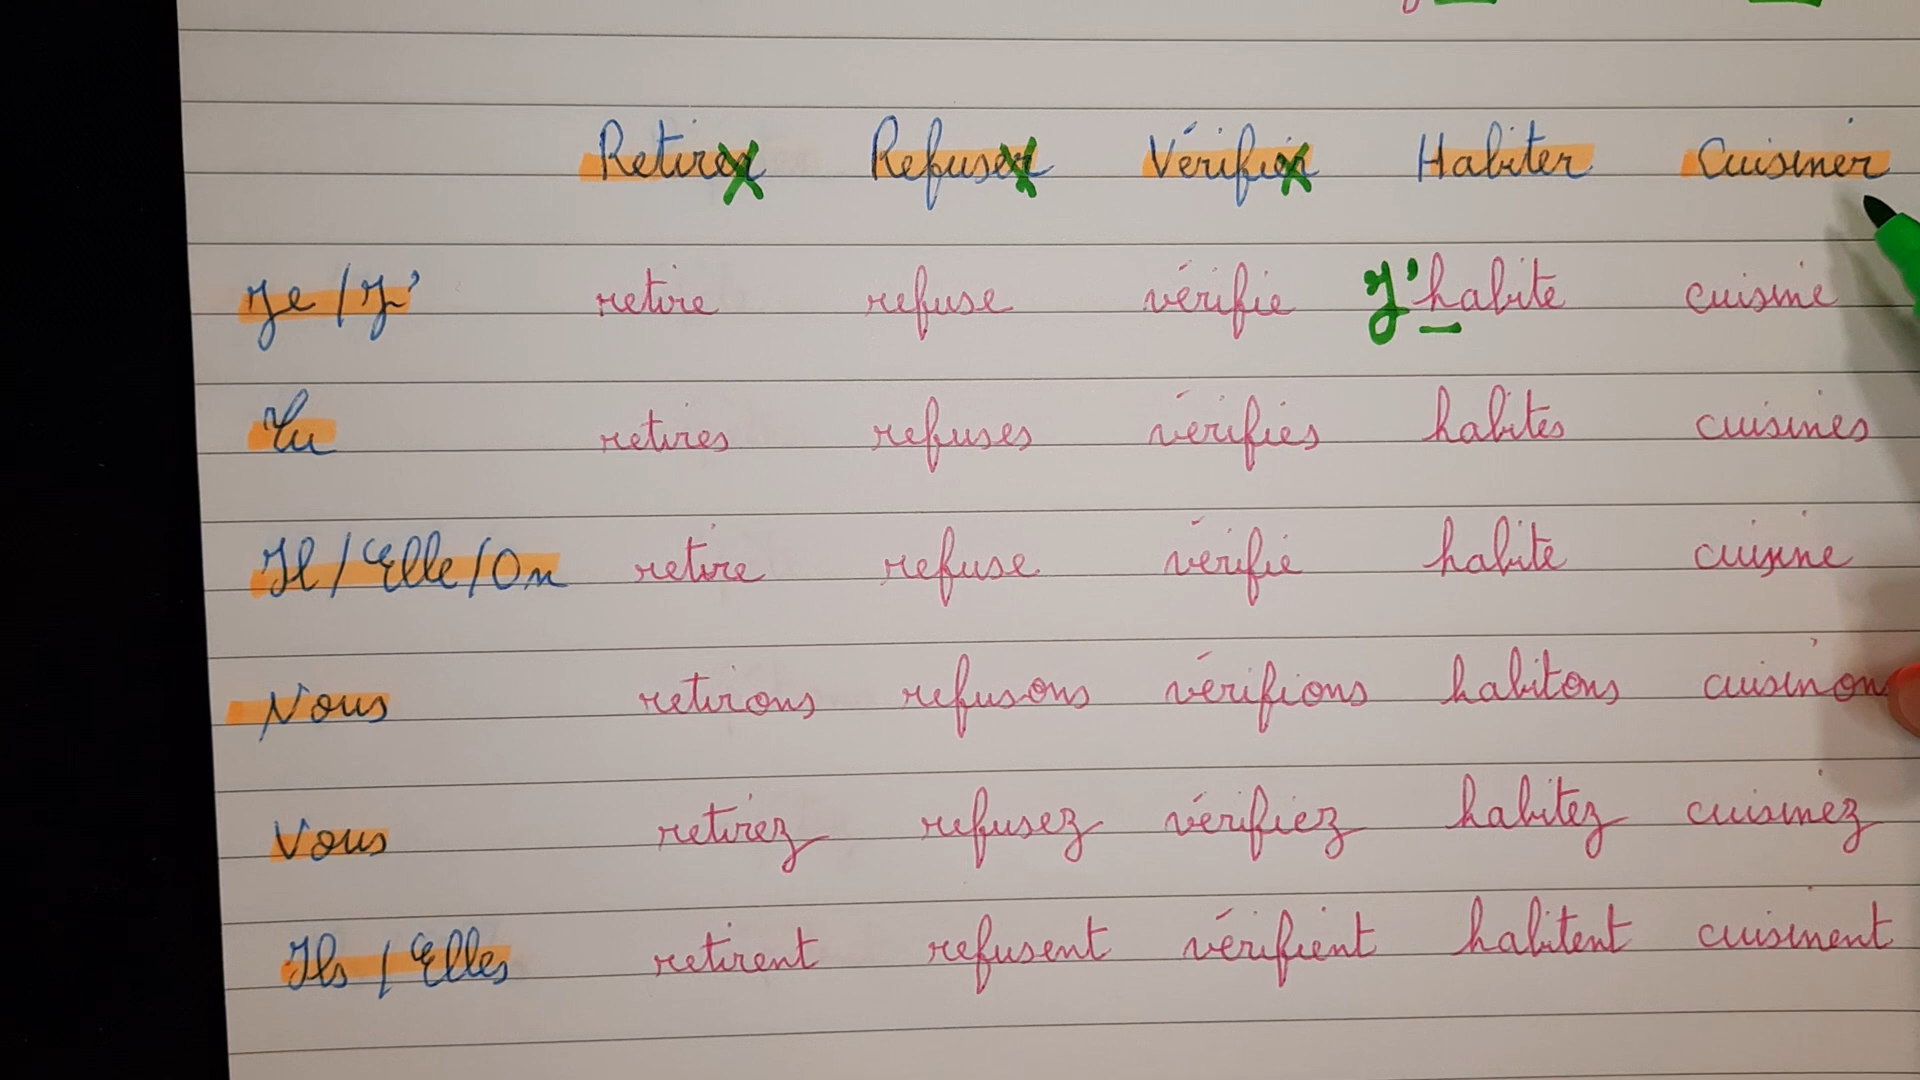 Retirer Refuser Vérifier Habiter Cuisiner
Je / J' retire refuse vérifie J'habite cuisine
Tu retires refuses vérifies habites cuisines
Il / Elle / On retire refuse vérifie habite cuisine
Nous retirons refusons vérifions habitons cuisinon
Vous retirez refusez vérifiez habitez cuisinez
Ils / Elles retirent refusent vérifient habitent cuisinent